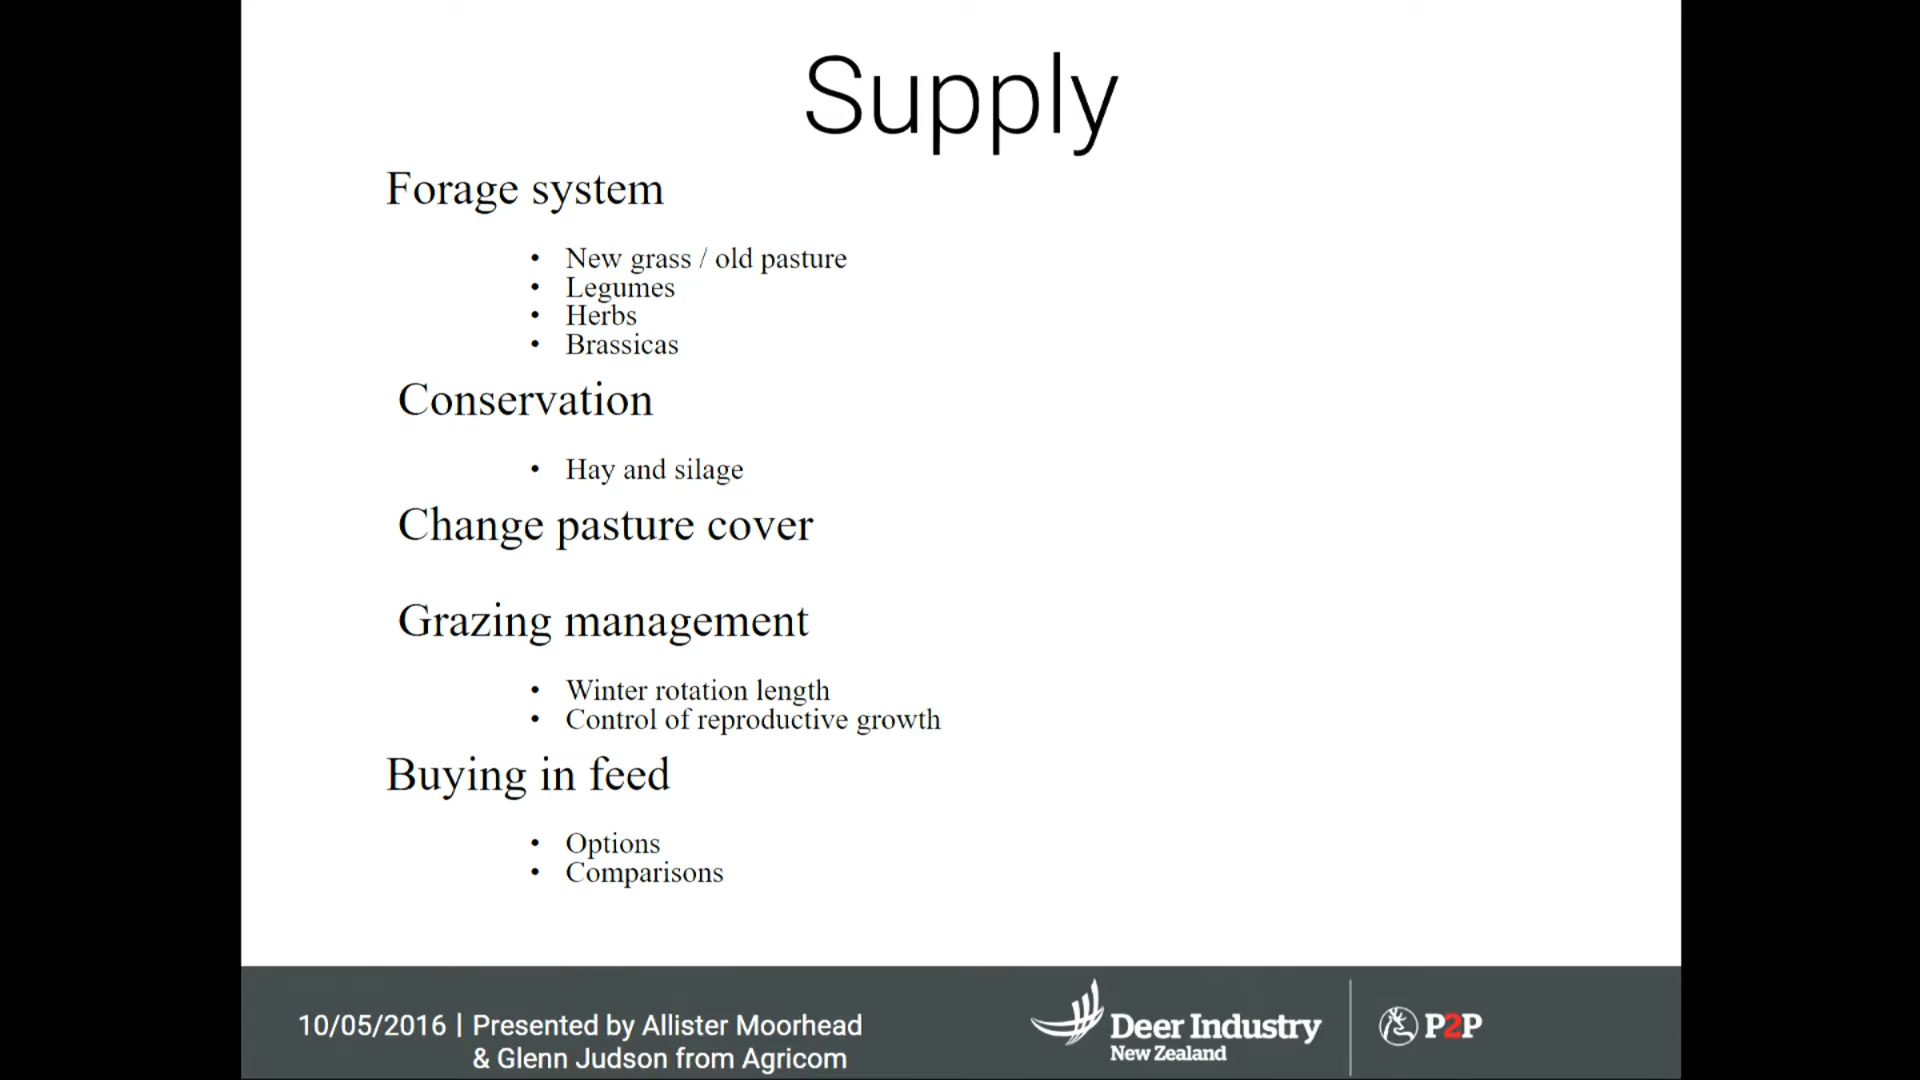 Supply
Forage system
• New grass / old pasture
• Legumes
• Herbs
• Brassicas
Conservation
• Hay and silage
Change pasture cover
Grazing management
• Winter rotation length
• Control of reproductive growth
Buying in feed
• Options
• Comparisons
10/05/2016 | Presented by Allister Moorhead
& Glenn Judson from Agricom
Deer Industry
New Zealand
P2P